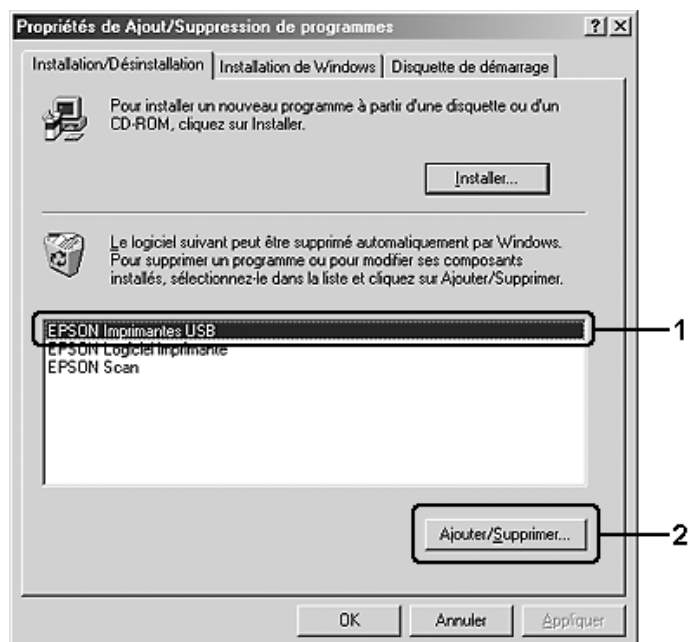 Propriétés de Ajout/Suppression de programmes
Installation/Désinstallation
Installation de Windows
Disquette de démarrage
Pour installer un nouveau programme à partir d'une disquette ou d'un
CD-ROM, cliquez sur Installer.
Installer...
Le logiciel suivant peut être supprimé automatiquement par Windows.
Pour supprimer un programme ou pour modifier ses composants
installés, sélectionnez-le dans la liste et cliquez sur Ajouter/Supprimer.
EPSON Imprimantes USB
1
EPSON Logiciel imprimante
EPSON Scan
Ajouter/Supprimer...
2
OK
Annuler
Appliquer